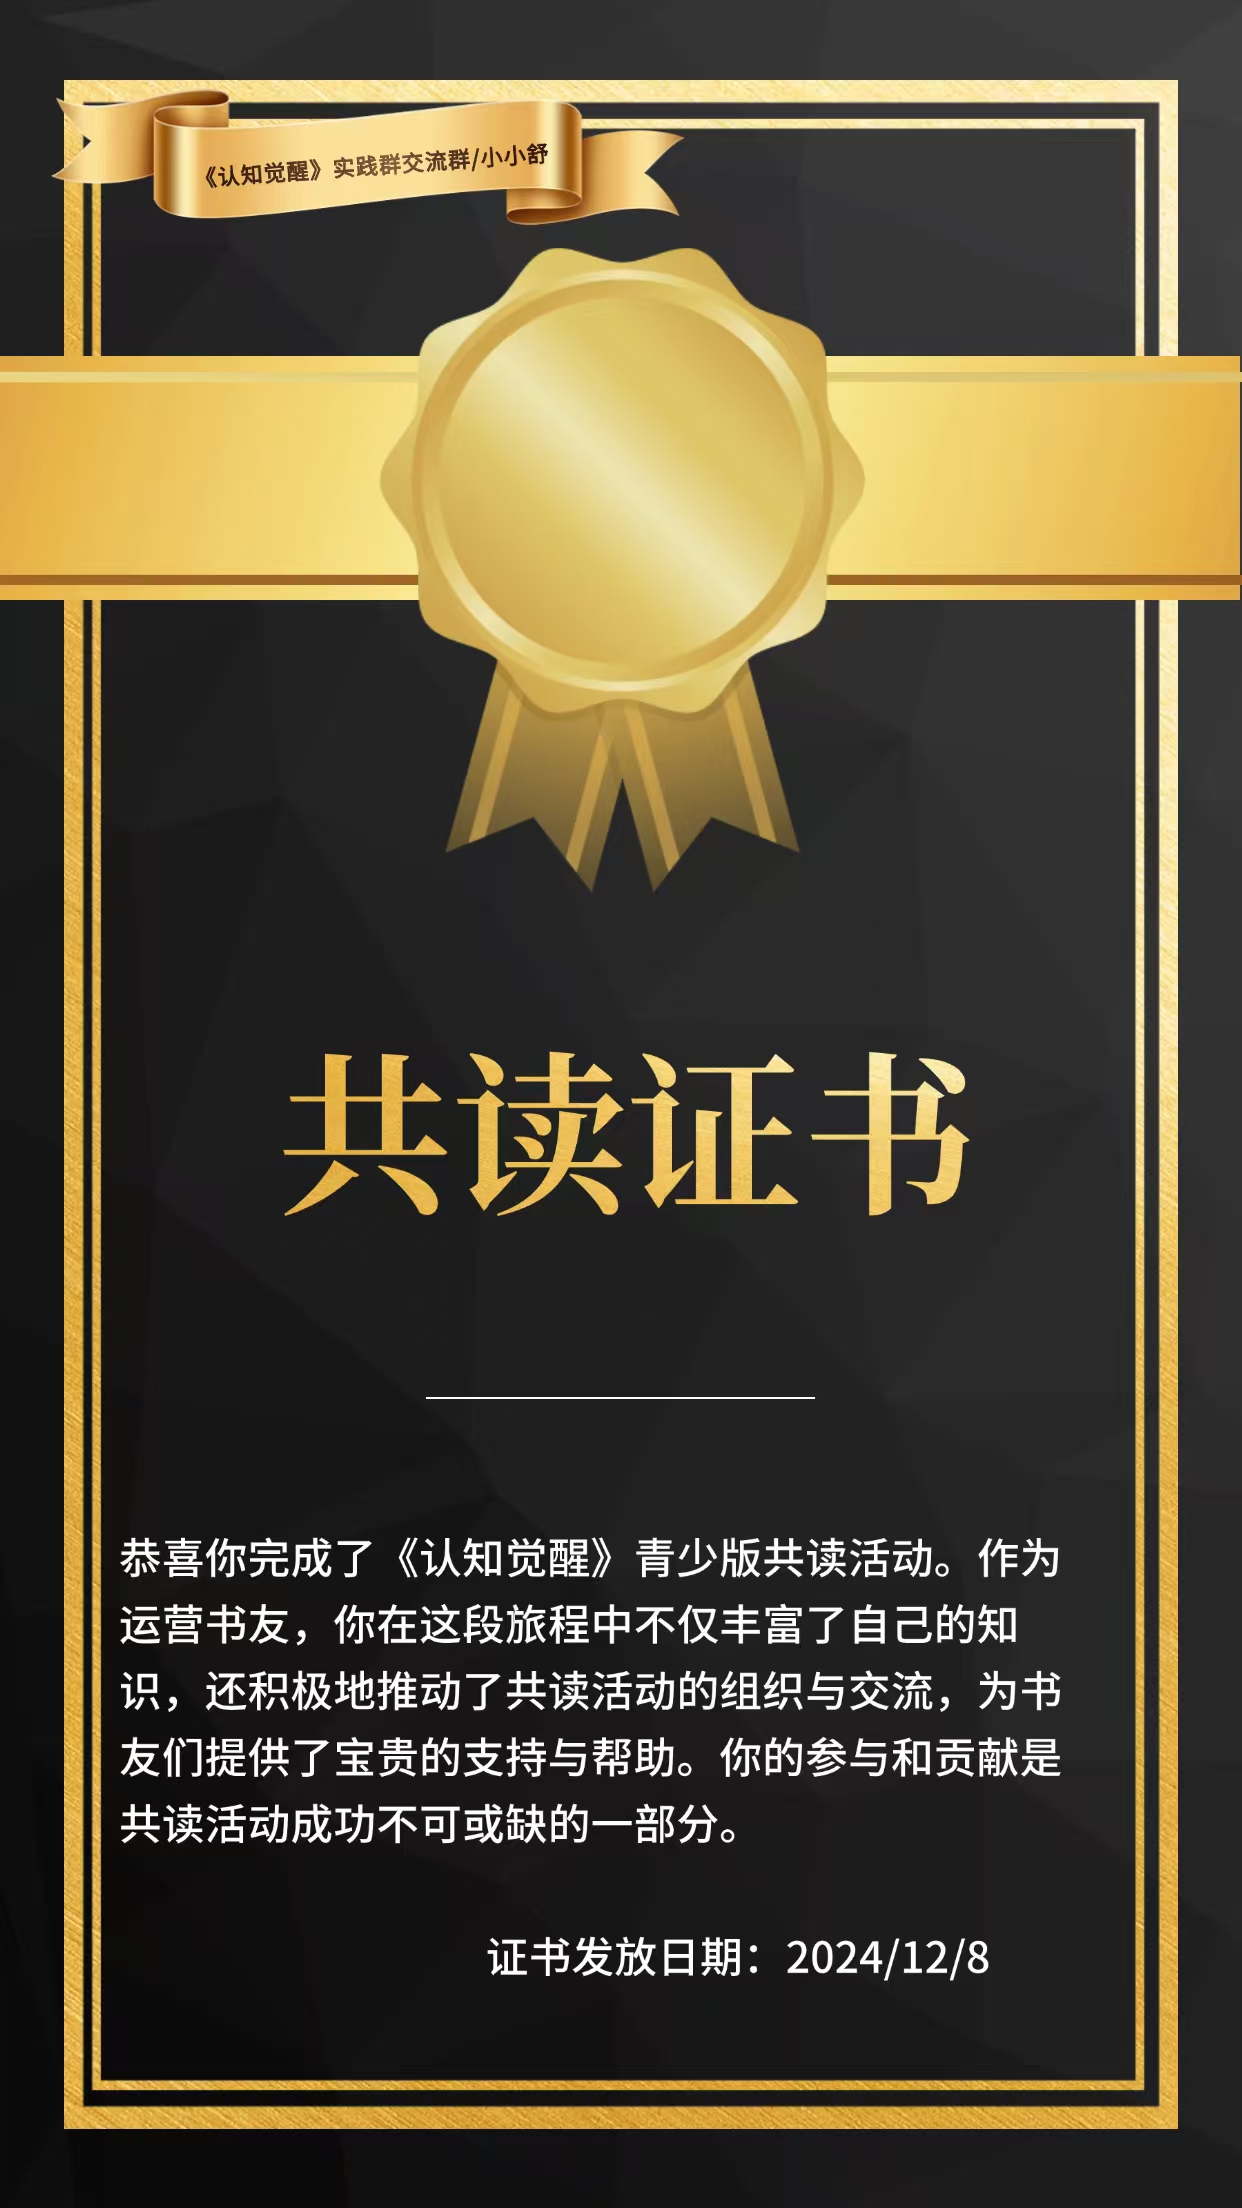 《认知觉醒》实践群交流群/小小舒
共读证书
恭喜你完成了《认知觉醒》青少版共读活动。作为
运营书友，你在这段旅程中不仅丰富了自己的知
识，还积极地推动了共读活动的组织与交流，为书
友们提供了宝贵的支持与帮助。你的参与和贡献是
共读活动成功不可或缺的一部分。
证书发放日期：2024/12/8